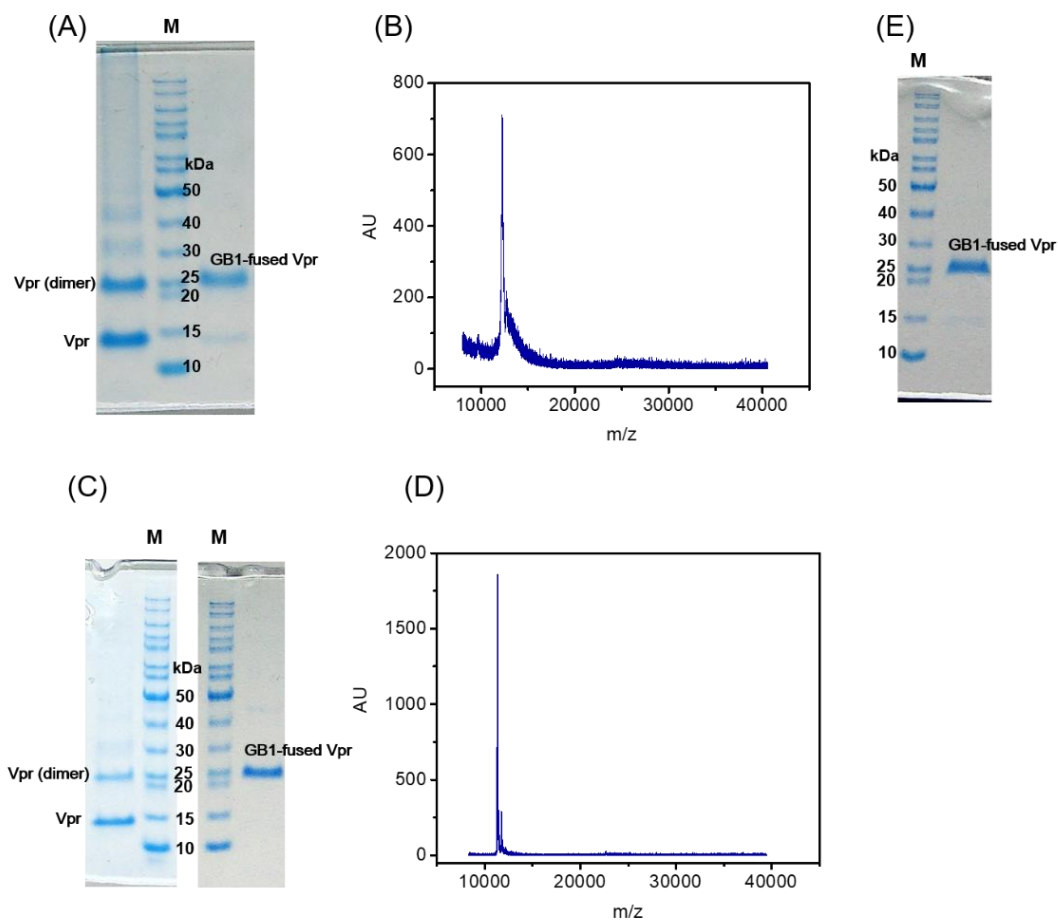 (A)
M
kDa
50
40
30
GB1-fused Vpr
25
Vpr (dimer)
20
Vpr
15
10
(B)
800
600
AU
400
200
0
10000 20000 30000 40000
m/z
(E)
M
kDa
50
40
30
GB1-fused Vpr
25
20
15
10
(C)
M M
kDa
50
40
30
GB1-fused Vpr
Vpr (dimer)
25
20
Vpr
15
10
(D)
2000
1500
AU
1000
500
0
10000 20000 30000 40000
m/z